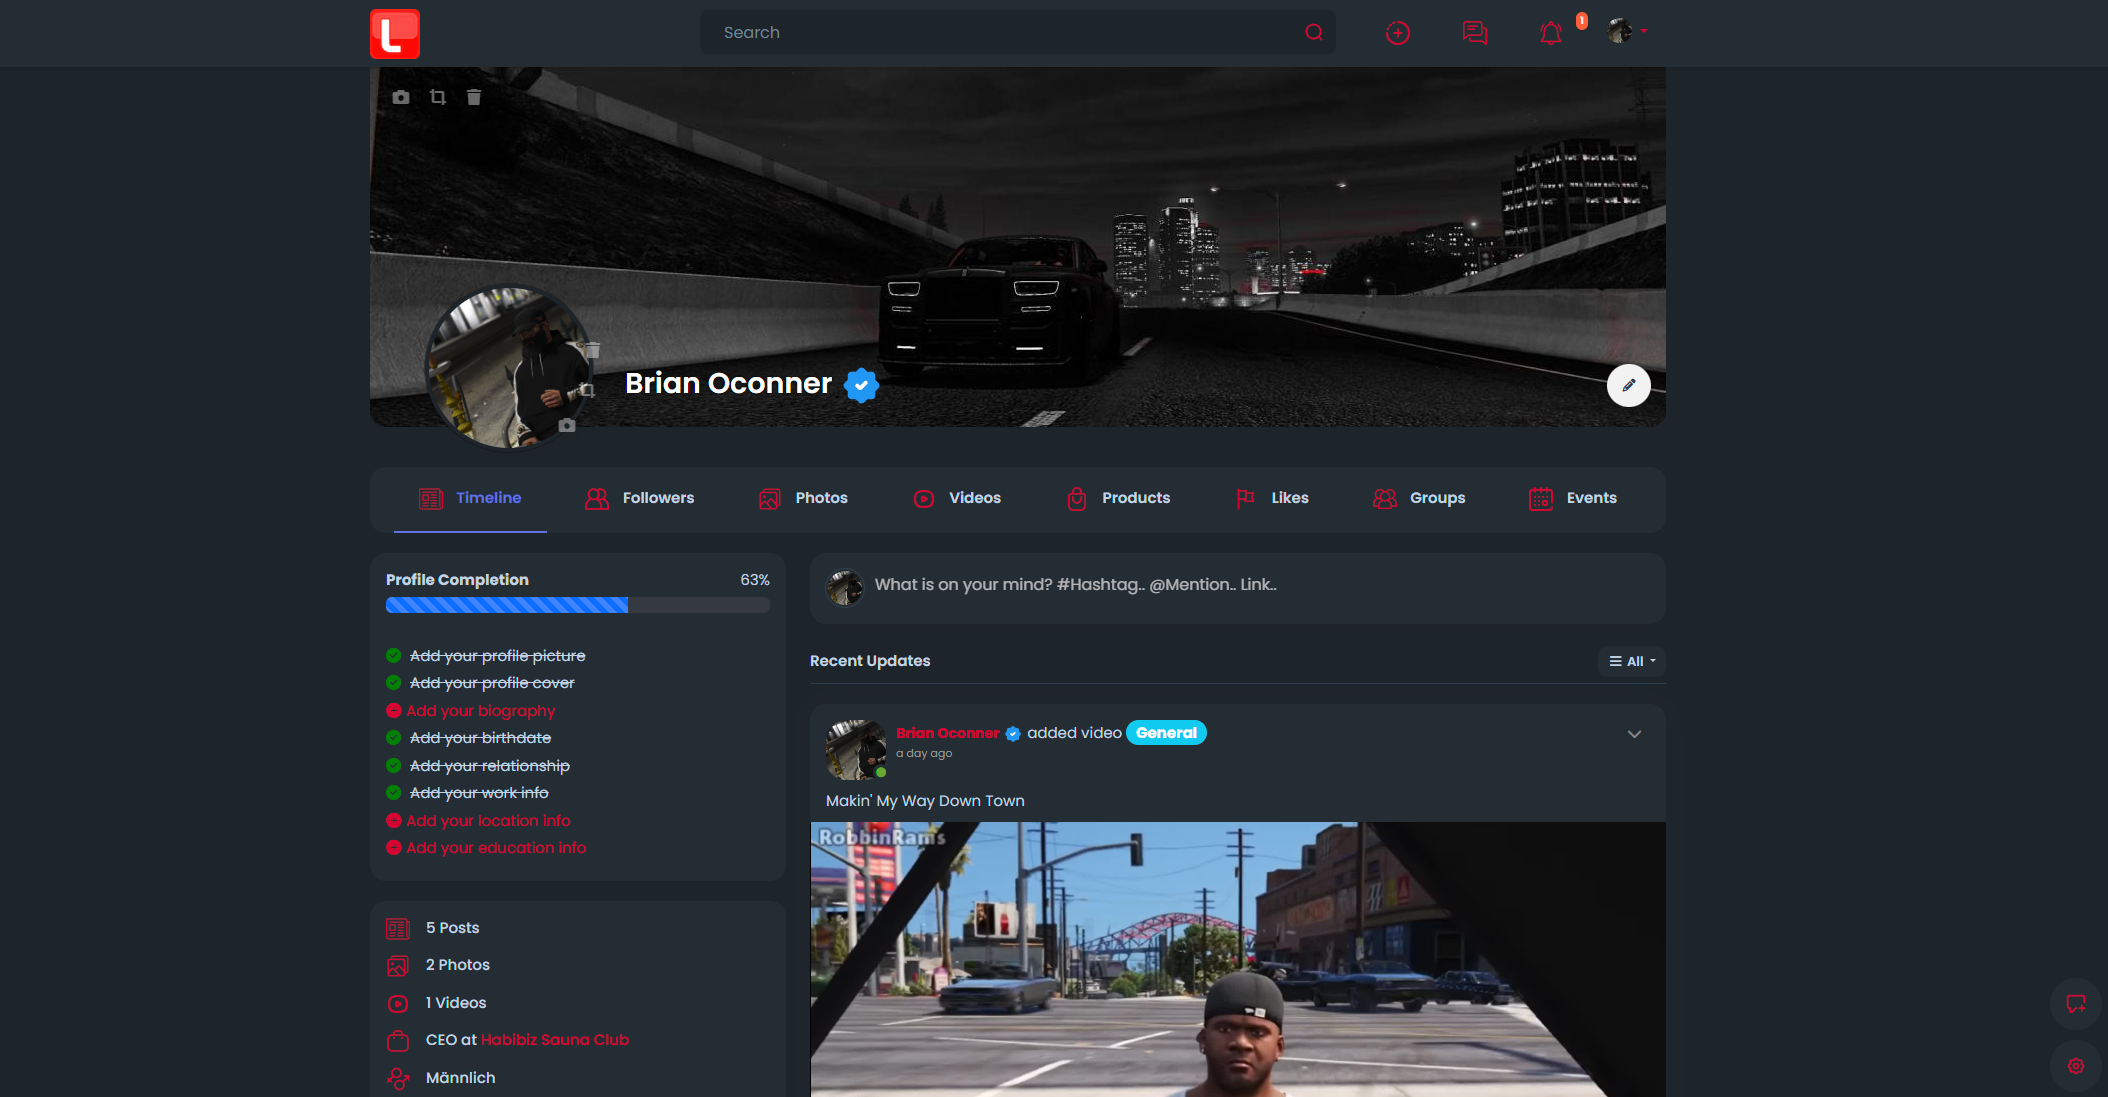 L
Search
1
Brian Oconner
Timeline
Followers
Photos
Videos
Products
Likes
Groups
Events
Profile Completion
63%
Add your profile picture
Add your profile cover
Add your biography
Add your birthdate
Add your relationship
Add your work info
Add your location info
Add your education info
5 Posts
2 Photos
1 Videos
CEO at Habibiz Sauna Club
Männlich
What is on your mind? #Hashtag.. @Mention.. Link..
Recent Updates
All
Brian Oconner added video General
a day ago
Makin' My Way Down Town
RobbinRams